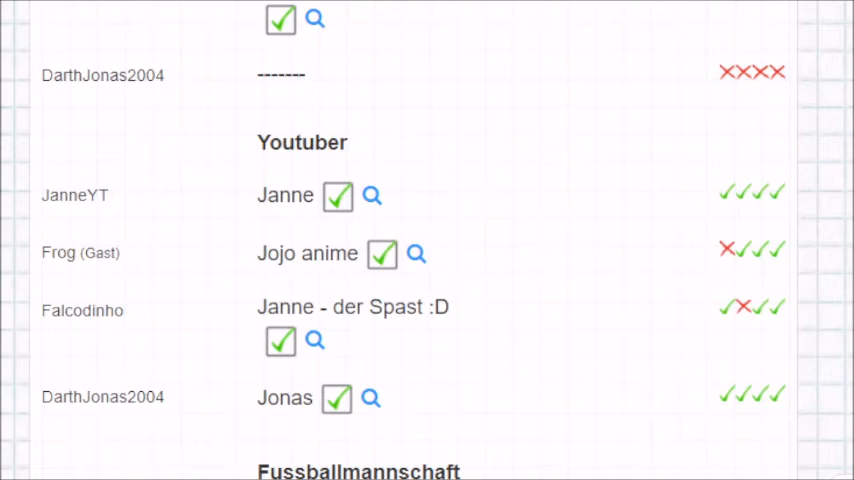 DarthJonas2004 -------
Youtuber
JanneYT Janne
Frog (Gast) Jojo anime
Falcodinho Janne - der Spast :D
DarthJonas2004 Jonas
Fussballmannschaft